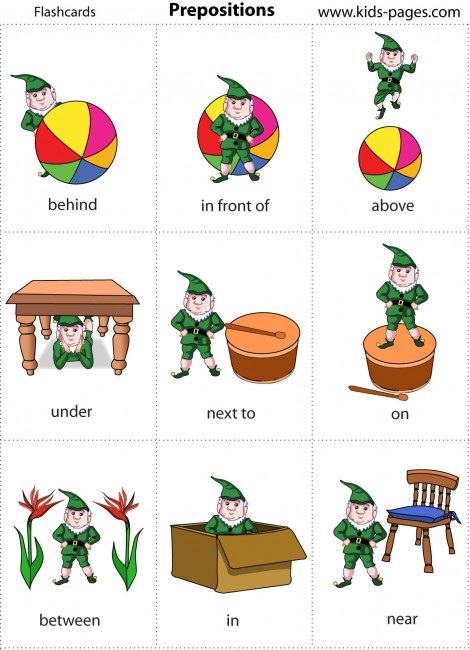 Flashcards Prepositions www.kids-pages.com
behind in front of above
under next to on
between in near